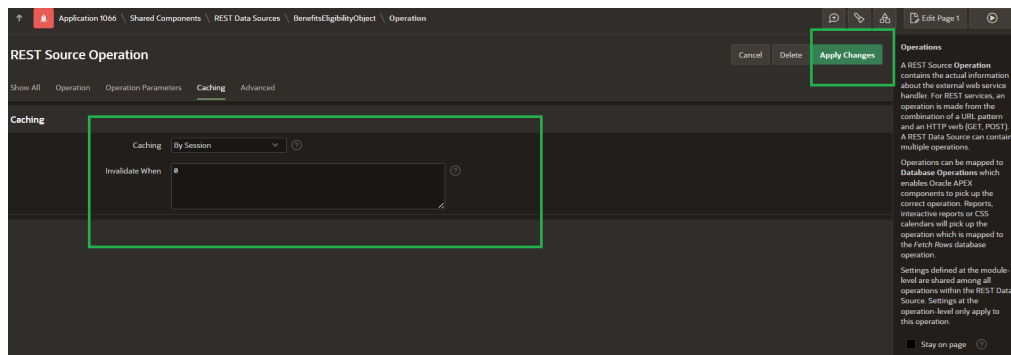 Application 1066 \ Shared Components \ REST Data Sources \ BenefitsEligibilityObject \ Operation
Edit Page 1
REST Source Operation
Cancel
Delete
Apply Changes
Show All
Operation
Operation Parameters
Caching
Advanced
Caching
Caching
By Session
Invalidate When
0
Operations
A REST Source Operation
contains the actual information
about the external web service
handler. For REST services, an
operation is made from the
combination of a URL pattern
and an HTTP verb (GET, POST).
A REST Data Source can contain
multiple operations.
Operations can be mapped to
Database Operations which
enables Oracle APEX
components to pick up the
correct operation. Reports,
interactive reports or CSS
calendars will pick up the
operation which is mapped to
the Fetch Rows database
operation.
Settings defined at the module-
level are shared among all
operations within the REST Data
Source. Settings at the
operation-level only apply to
this operation.
Stay on page